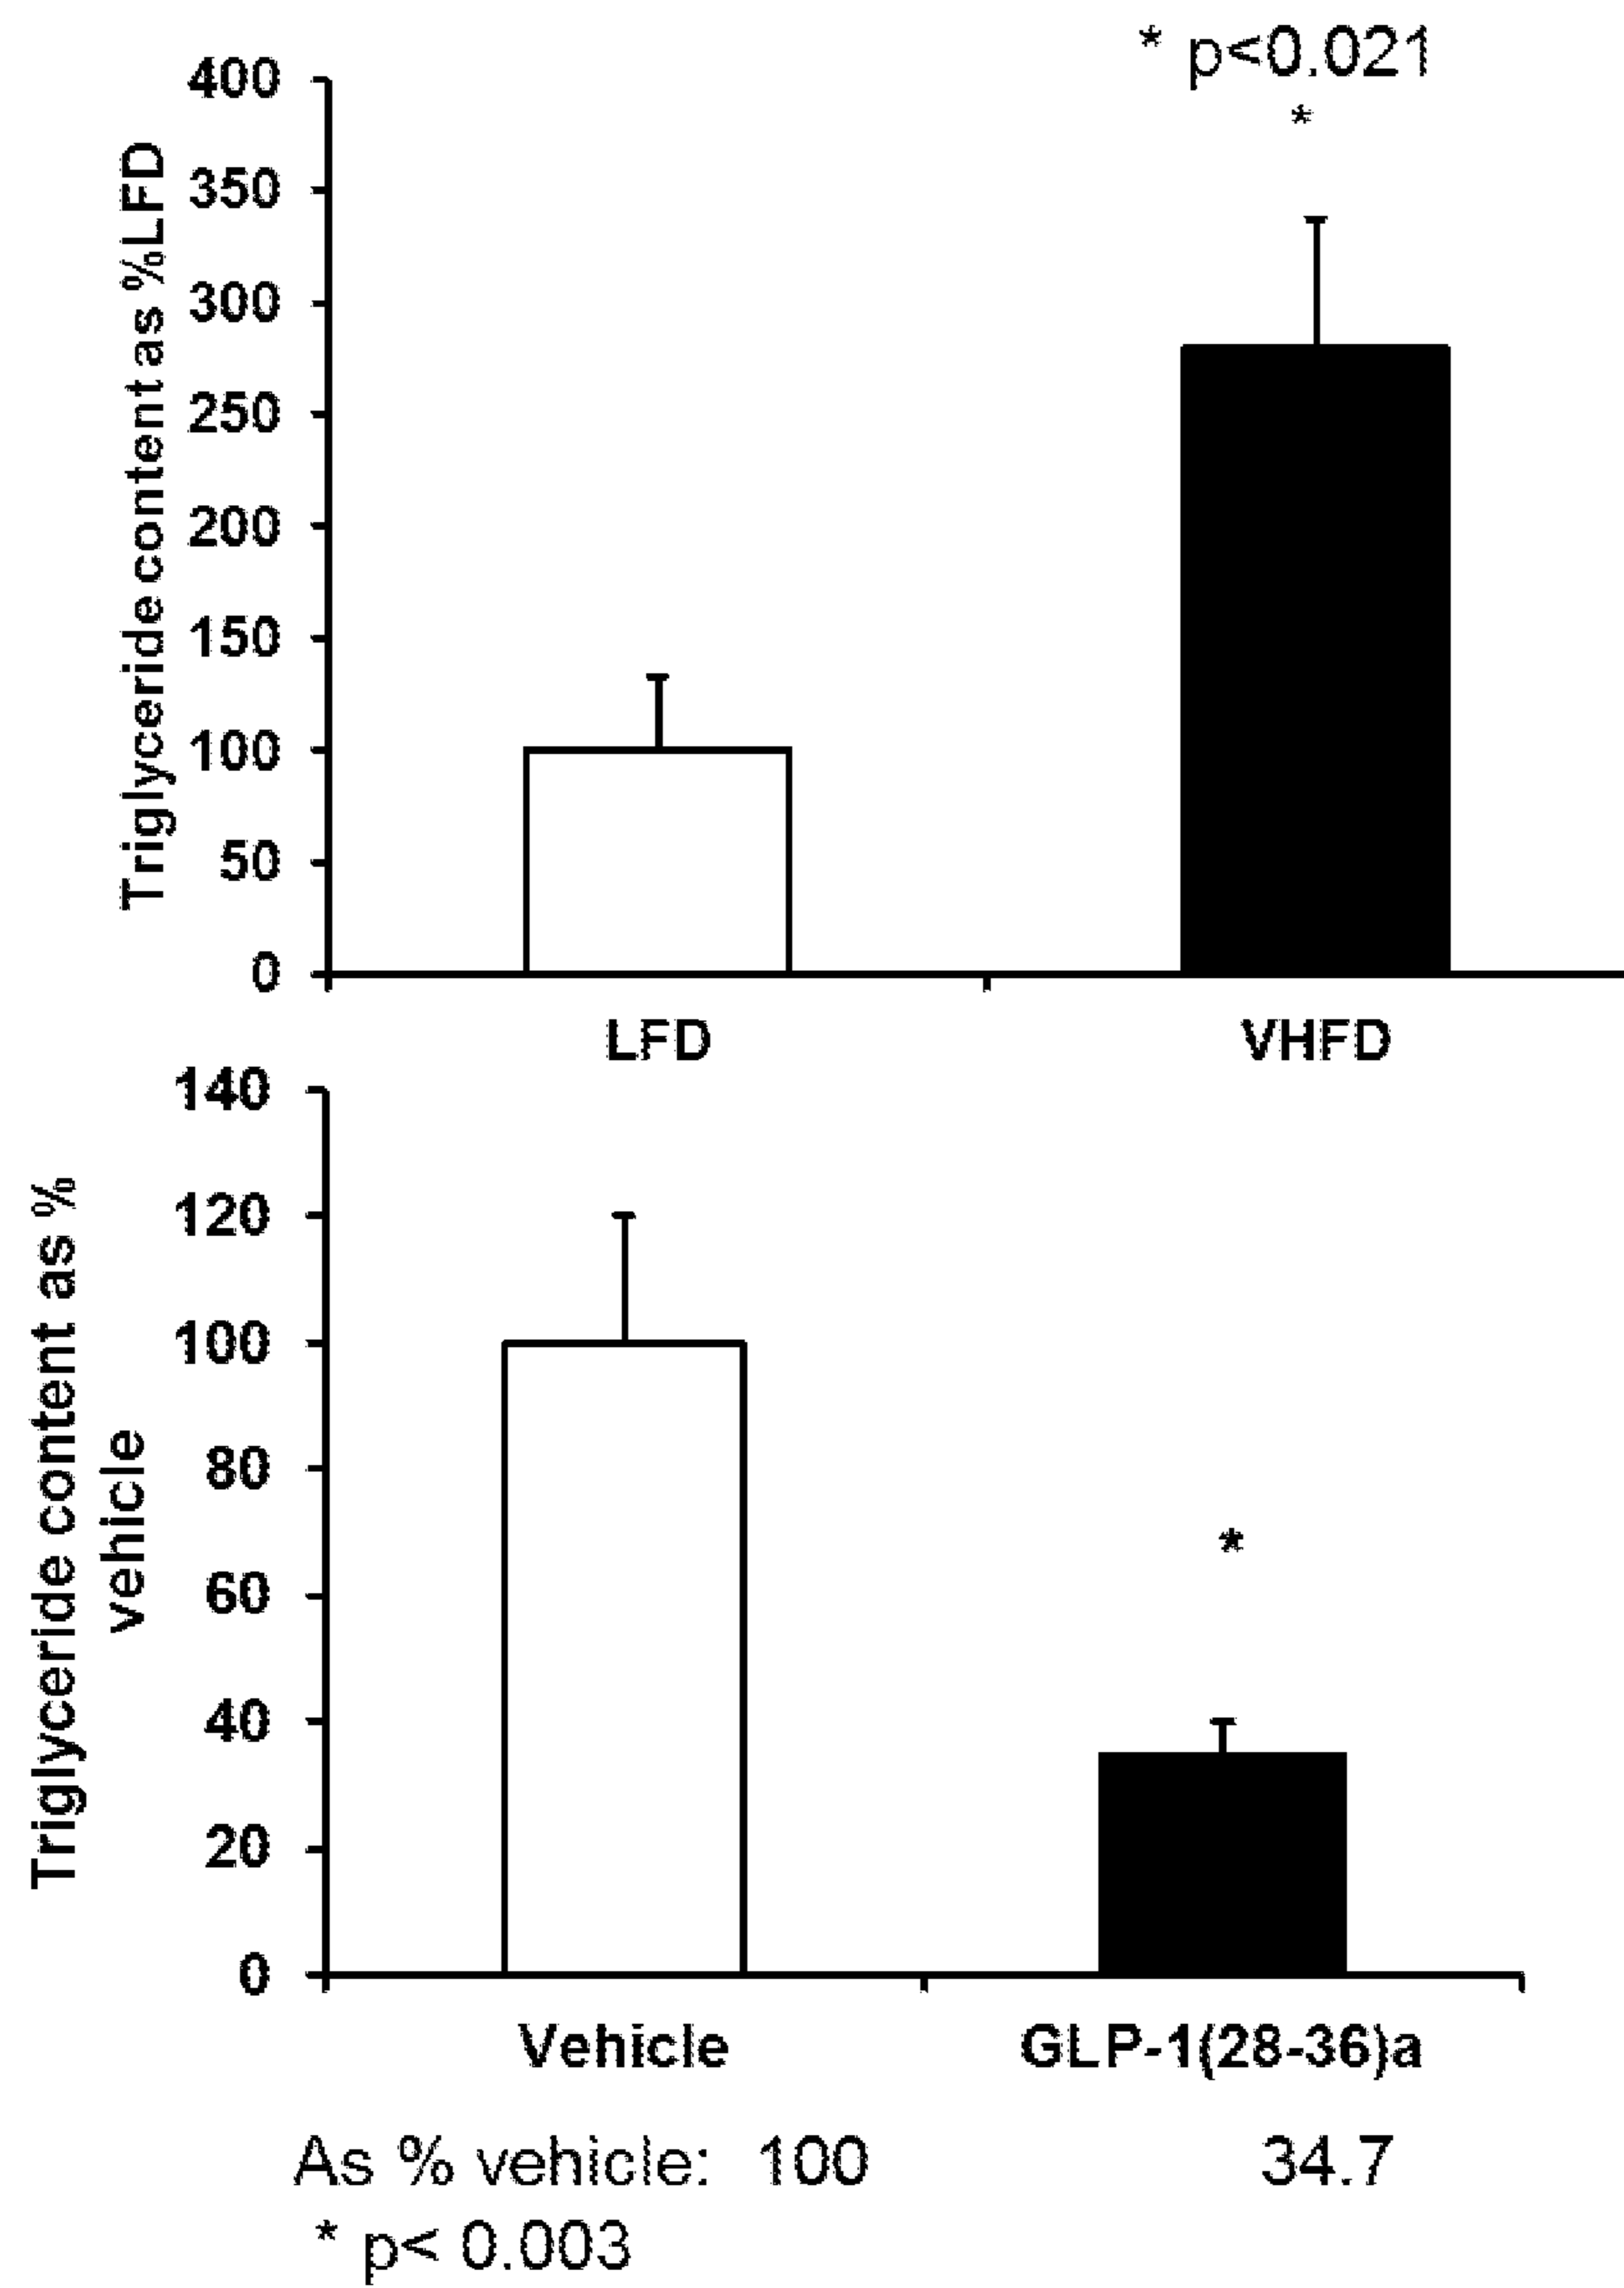 * p<0.021
*
Triglyceride content as %LFD
400
350
300
250
200
150
100
50
0
LFD VHFD
Triglyceride content as %
vehicle
140
120
100
80
60
40
20
0
*
Vehicle GLP-1(28-36)a
As % vehicle: 100 34.7
* p< 0.003